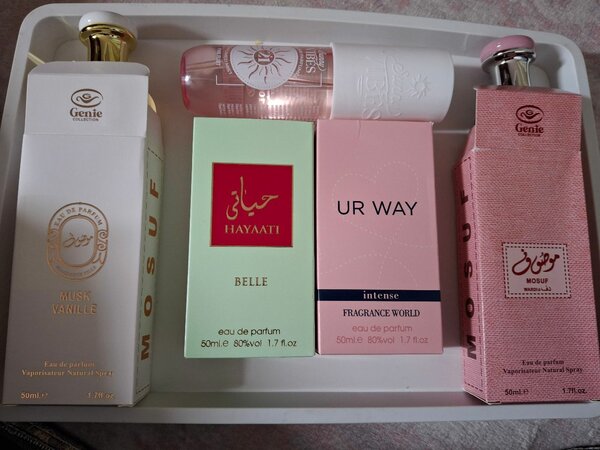 Genie
COLLECTION
EAU DE PARFUM
موصوف
MUSK
VANILLE
Eau de parfum
Vaporisateur Natural Spray
50ml.e 1.7fl.oz
MOSUF
VIBES
حياتي
HAYAATI
BELLE
eau de parfum
50ml.e 80%vol 1.7 fl.oz
UR WAY
intense
FRAGRANCE WORLD
eau de parfum
50ml.e 80%vol 1.7 fl.oz
Genie
COLLECTION
MOSUF
موصوف
MOSUF
WARDI
Eau de parfum
Vaporisateur Natural Spray
50ml.e 1.7fl.oz